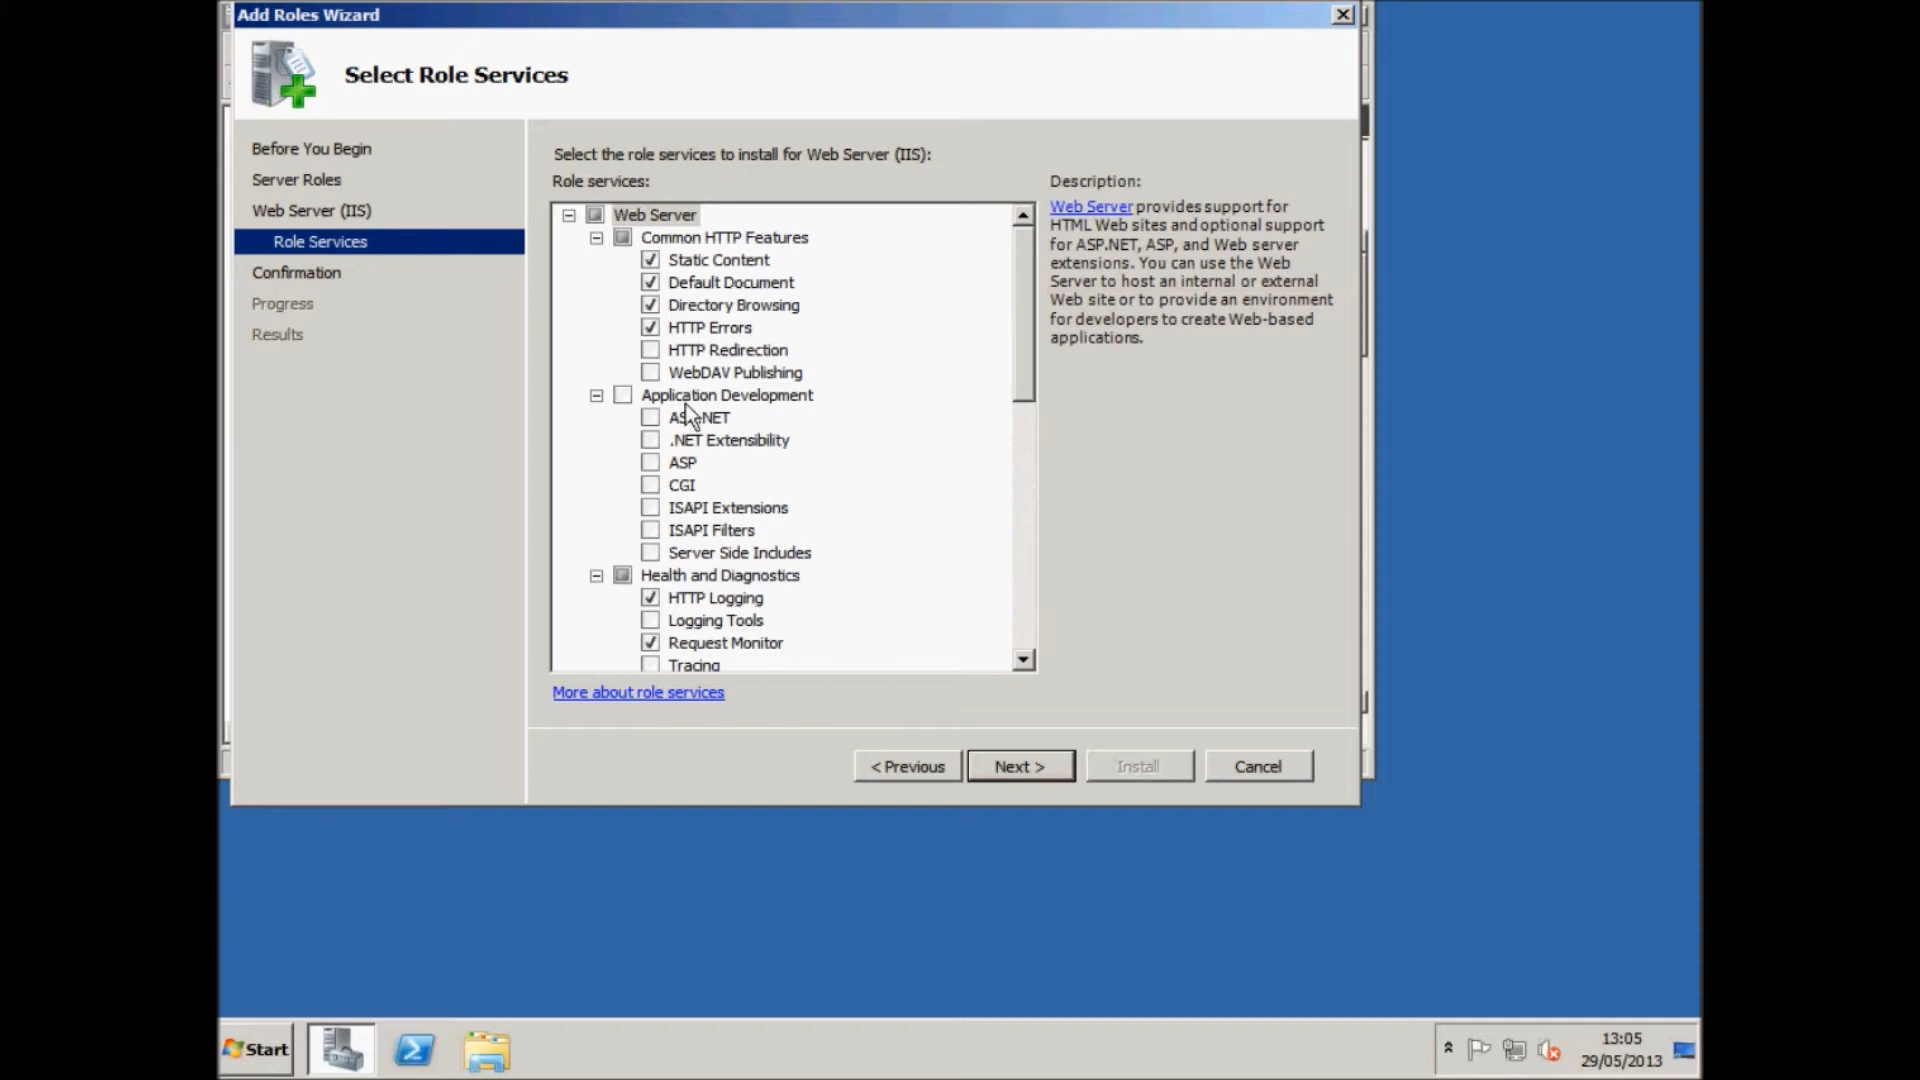 Add Roles Wizard
Select Role Services
Before You Begin
Server Roles
Web Server (IIS)
Role Services
Confirmation
Progress
Results
Select the role services to install for Web Server (IIS):
Role services:
Web Server
Common HTTP Features
Static Content
Default Document
Directory Browsing
HTTP Errors
HTTP Redirection
WebDAV Publishing
Application Development
.NET Extensibility
ASP
CGI
ISAPI Extensions
ISAPI Filters
Server Side Includes
Health and Diagnostics
HTTP Logging
Logging Tools
Request Monitor
Tracing
More about role services
Description:
Web Server provides support for
HTML Web sites and optional support
for ASP.NET, ASP, and Web server
extensions. You can use the Web
Server to host an internal or external
Web site or to provide an environment
for developers to create Web-based
applications.
< Previous
Next >
Install
Cancel
Start
13:05
29/05/2013